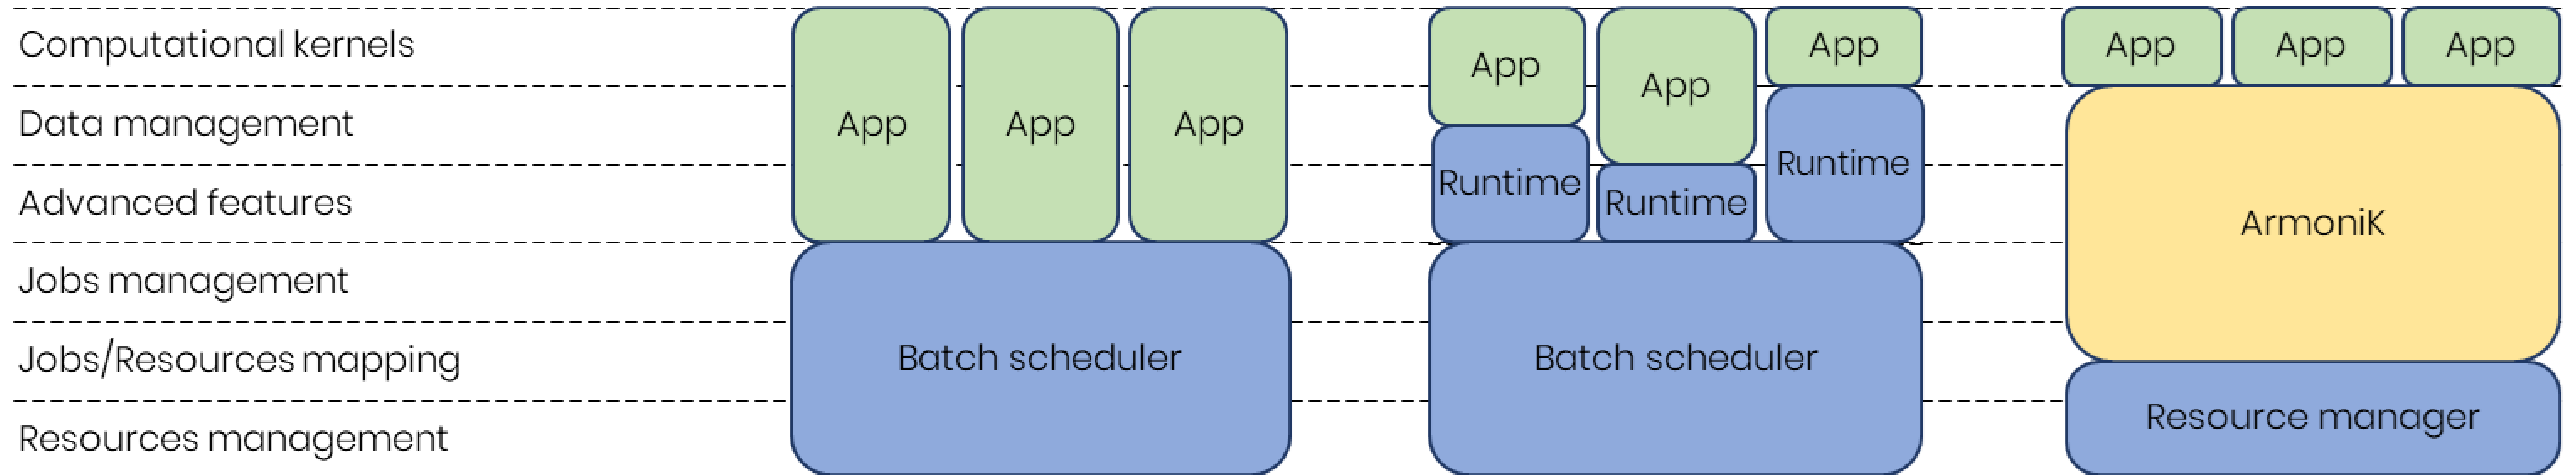 Computational kernels
Data management
Advanced features
Jobs management
Jobs/Resources mapping
Resources management
App
App
App
Batch scheduler
App
App
App
Runtime
Runtime
Runtime
Batch scheduler
App
App
App
ArmoniK
Resource manager